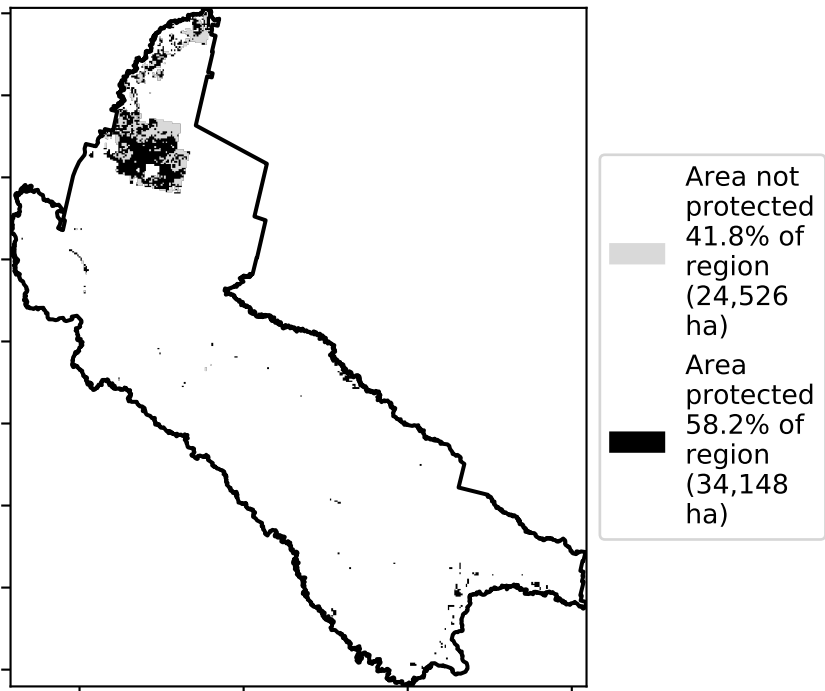 Area not
protected
41.8% of
region
(24,526
ha)
Area
protected
58.2% of
region
(34,148
ha)